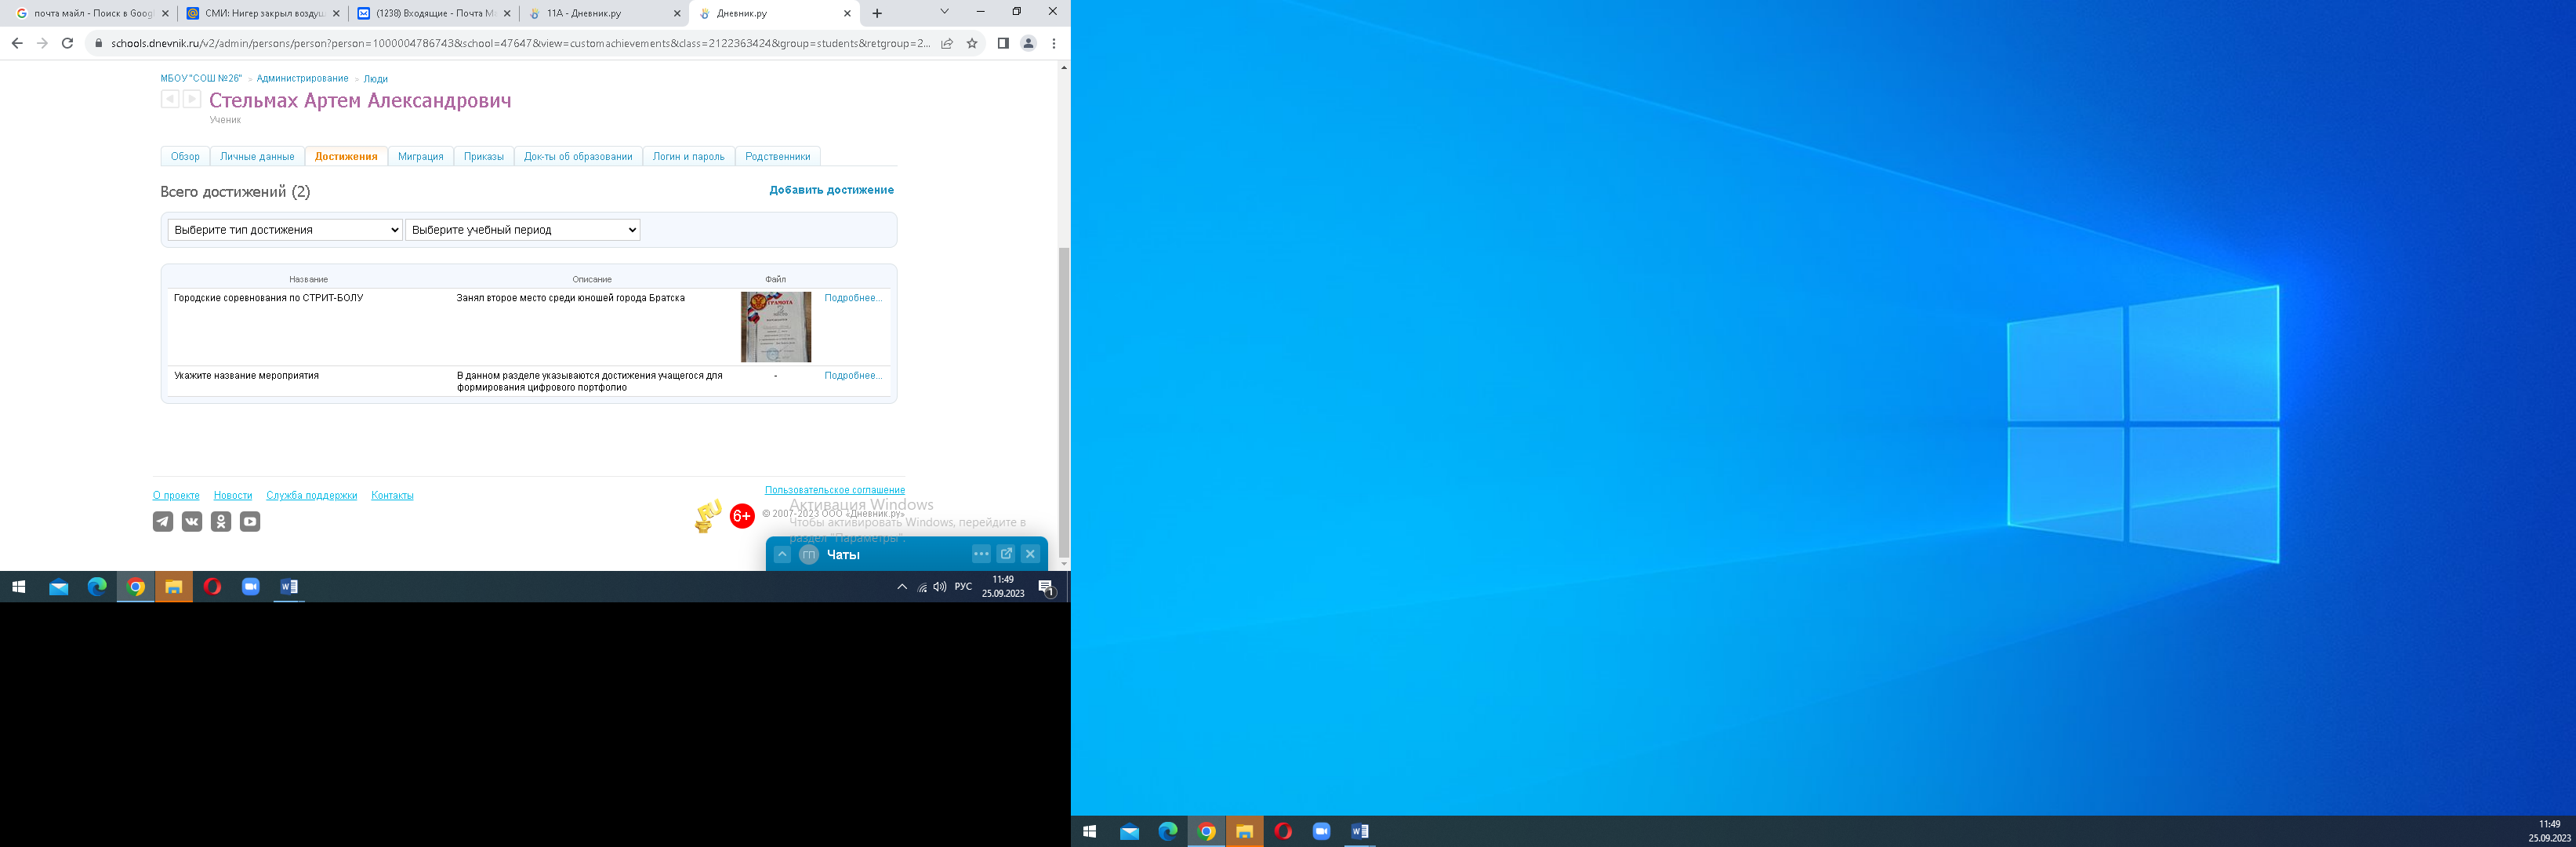 почта майл - Поиск в Goog
СМИ: Нигер закрыл воздуш
(1238) Входящие - Почта Ma
11А - Дневник.ру
Дневник.ру
schools.dnevnik.ru/v2/admin/persons/person?person=1000004786743&school=47647&view=customachievements&class=2122363424&group=students&retgroup=2...
МБОУ "СОШ №26" » Администрирование » Люди
Стельмах Артем Александрович
Ученик
Обзор Личные данные Достижения Миграция Приказы Док-ты об образовании Логин и пароль Родственники
Всего достижений (2) Добавить достижение
Выберите тип достижения Выберите учебный период
Название Описание Файл
Городские соревнования по СТРИТ-БОЛУ Занял второе место среди юношей города Братска Подробнее...
ГРАМОТА
Укажите название мероприятия В данном разделе указываются достижения учащегося для - Подробнее...
формирования цифрового портфолио
О проекте Новости Служба поддержки Контакты
Пользовательское соглашение
Активация Windows
RU 6+ © 2007-2023 ООО «Дневник.ру»
Чтобы активировать Windows, перейдите в
раздел "Параметры".
ГП Чаты
РУС 11:49
25.09.2023
1
11:49
25.09.2023